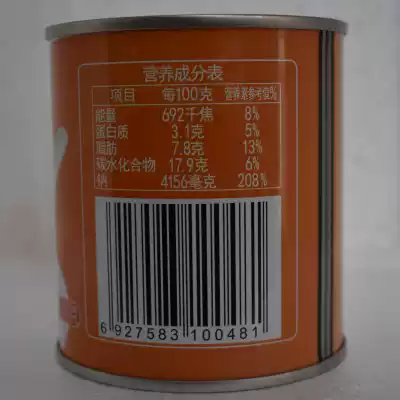 营养成分表
项目 每100克 营养素参考值%
能量 692千焦 8%
蛋白质 3.1克 5%
脂肪 7.8克 13%
碳水化合物 17.9克 6%
钠 4156毫克 208%
6 927583 100481